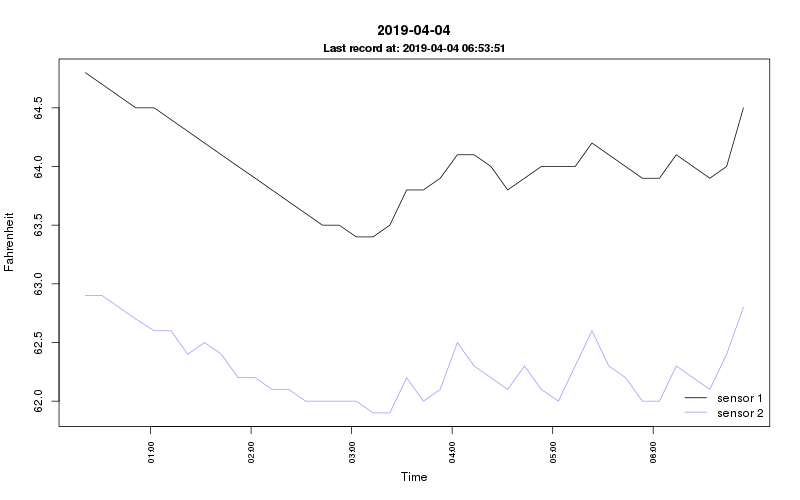 2019-04-04
Last record at: 2019-04-04 06:53:51
Fahrenheit
64.5
64.0
63.5
63.0
62.5
62.0
sensor 1
sensor 2
01:00 02:00 03:00 04:00 05:00 06:00
Time